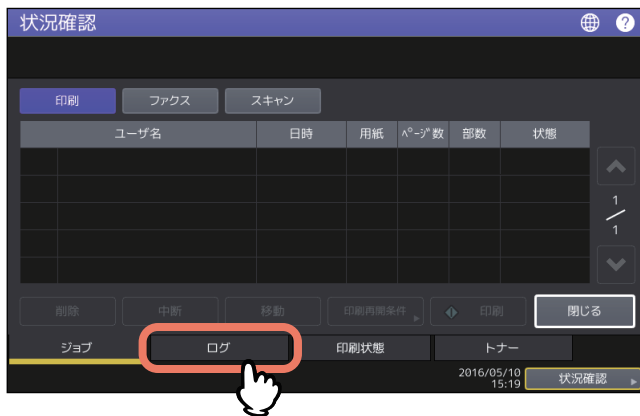 状況確認 ?
印刷 ファクス スキャン
ユーザ名 日時 用紙 ﾍﾟｰｼﾞ数 部数 状態
1
1
削除 中断 移動 印刷再開条件 印刷 閉じる
ジョブ ログ 印刷状態 トナー
2016/05/10
15:19 状況確認